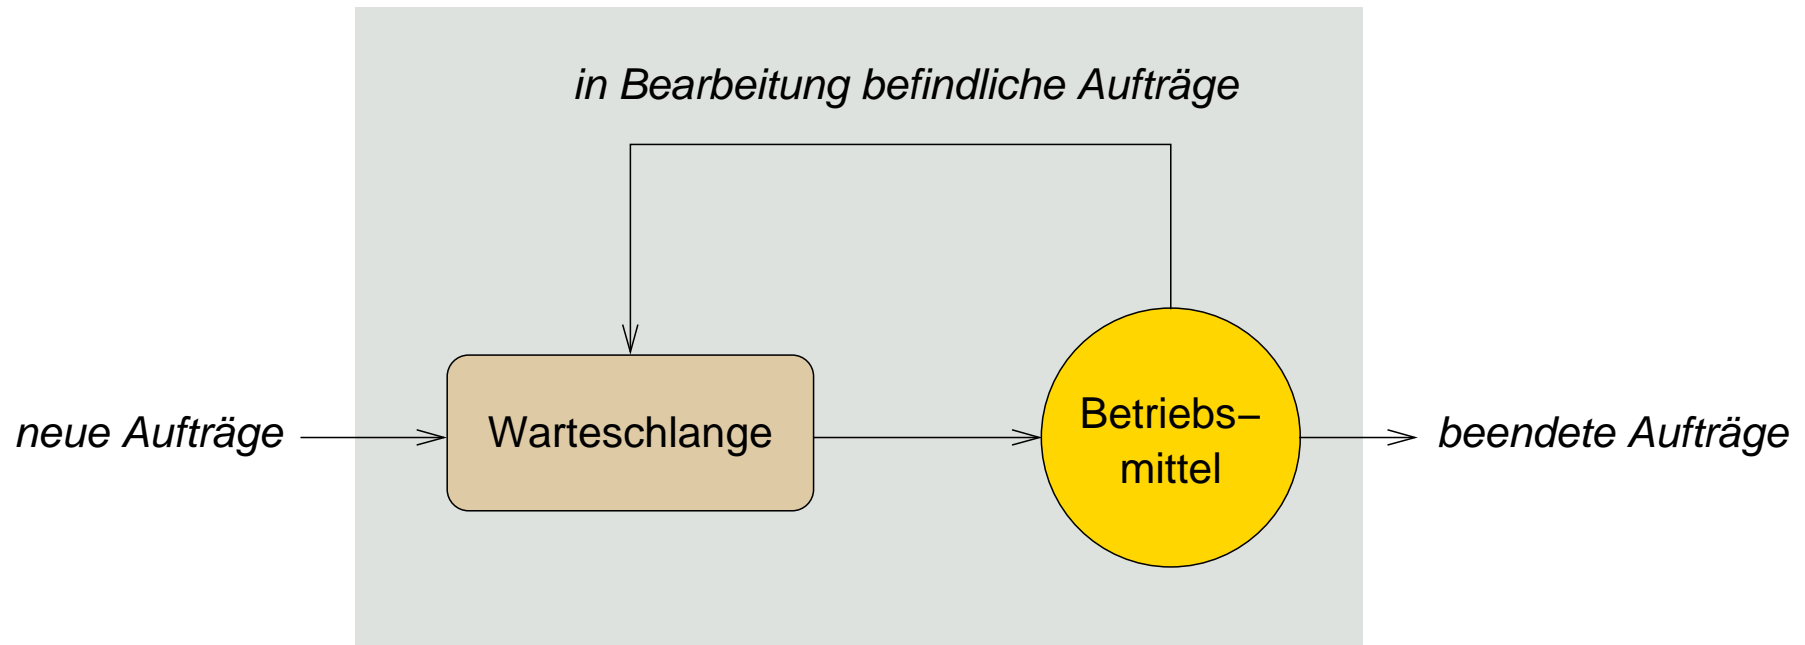 in Bearbeitung befindliche Aufträge
neue Aufträge
Warteschlange
Betriebs–
mittel
beendete Aufträge